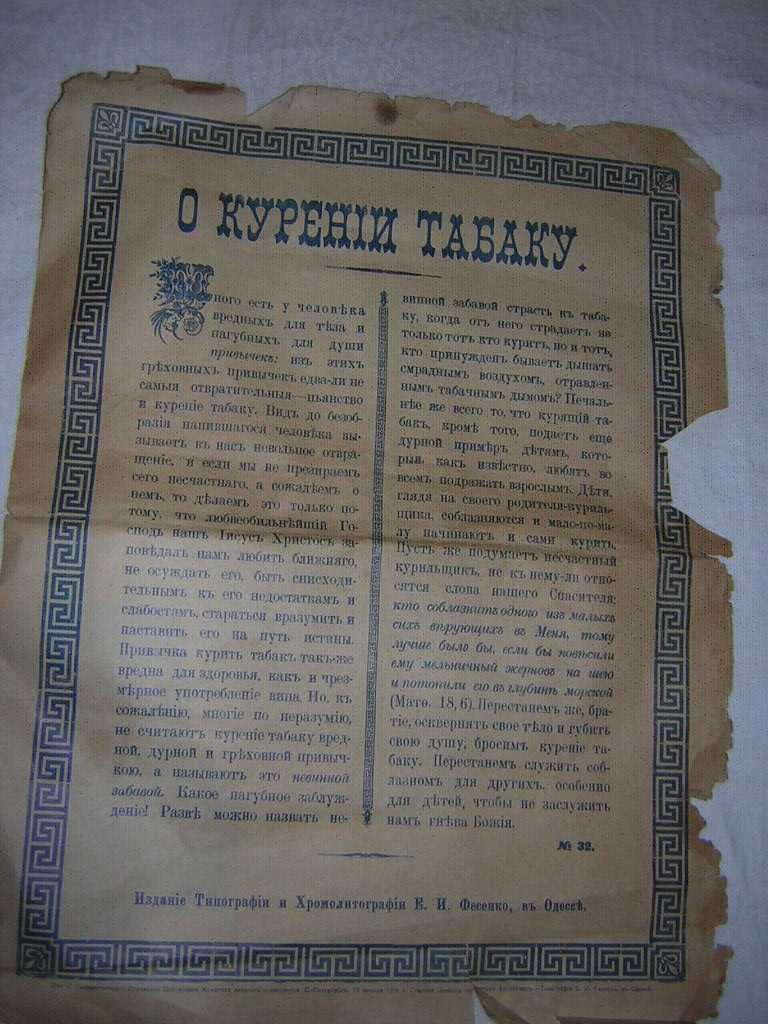 О КУРЕНІИ ТАБАКУ.
Много есть у человѣка
вредныхъ для тѣла и
пагубныхъ для души
привычекъ: изъ этихъ
грѣховныхъ привычекъ едва-ли не
самыя отвратительныя—пьянство
и куреніе табаку. Видъ до безоб-
разія напившагося человѣка вы-
зываетъ въ насъ невольное отвра-
щеніе, и если мы не презираемъ
сего несчастнаго, а сожалѣемъ о
немъ, то дѣлаемъ это только по-
тому, что любвеобильнѣйшій Го-
сподь нашъ Іисусъ Христосъ за-
повѣдалъ намъ любить ближняго,
не осуждать его, быть снисходи-
тельнымъ къ его недостаткамъ и
слабостямъ, стараться вразумить и
наставить его на путь истины.
Привычка курить табакъ такъ-же
вредна для здоровья, какъ и чрез-
мѣрное употребленіе вина. Но, къ
сожалѣнію, многіе по неразумію,
не считаютъ куреніе табаку вред-
ной, дурной и грѣховной привыч-
кою, а называютъ это невинной
забавой. Какое пагубное заблуж-
деніе! Развѣ можно назвать не-
винной забавой страсть къ таба-
ку, когда отъ него страдаетъ не
только тотъ кто куритъ, но и тотъ,
кто принужденъ бываетъ дышать
смраднымъ воздухомъ, отравлен-
нымъ табачнымъ дымомъ? Печаль-
нѣе же всего то, что курящій та-
бакъ, кромѣ того, подаетъ еще
дурной примѣръ дѣтямъ, кото-
рыя, какъ извѣстно, любятъ во
всемъ подражать взрослымъ. Дѣти,
глядя на своего родителя-куриль-
щика, соблазняются и мало-по-ма-
лу начинаютъ и сами курить.
Пусть же подумаетъ несчастный
курильщикъ, не къ нему-ли отно-
сятся слова нашего Спасителя:
кто соблазнитъ одного изъ малыхъ
сихъ вѣрующихъ въ Меня, тому
лучше было бы, если бы повѣсили
ему мельничный жерновъ на шею
и потопили его въ глубинѣ морской
(Матѳ. 18, 6). Перестанемъ же, бра-
тіе, осквернять свое тѣло и губить
свою душу, бросимъ куреніе та-
баку. Перестанемъ служить соб-
лазномъ для другихъ, особенно
для дѣтей, чтобы не заслужить
намъ гнѣва Божія.
№ 32.
Изданіе Типографіи и Хромолитографіи Е. И. Фесенко, въ Одессѣ.